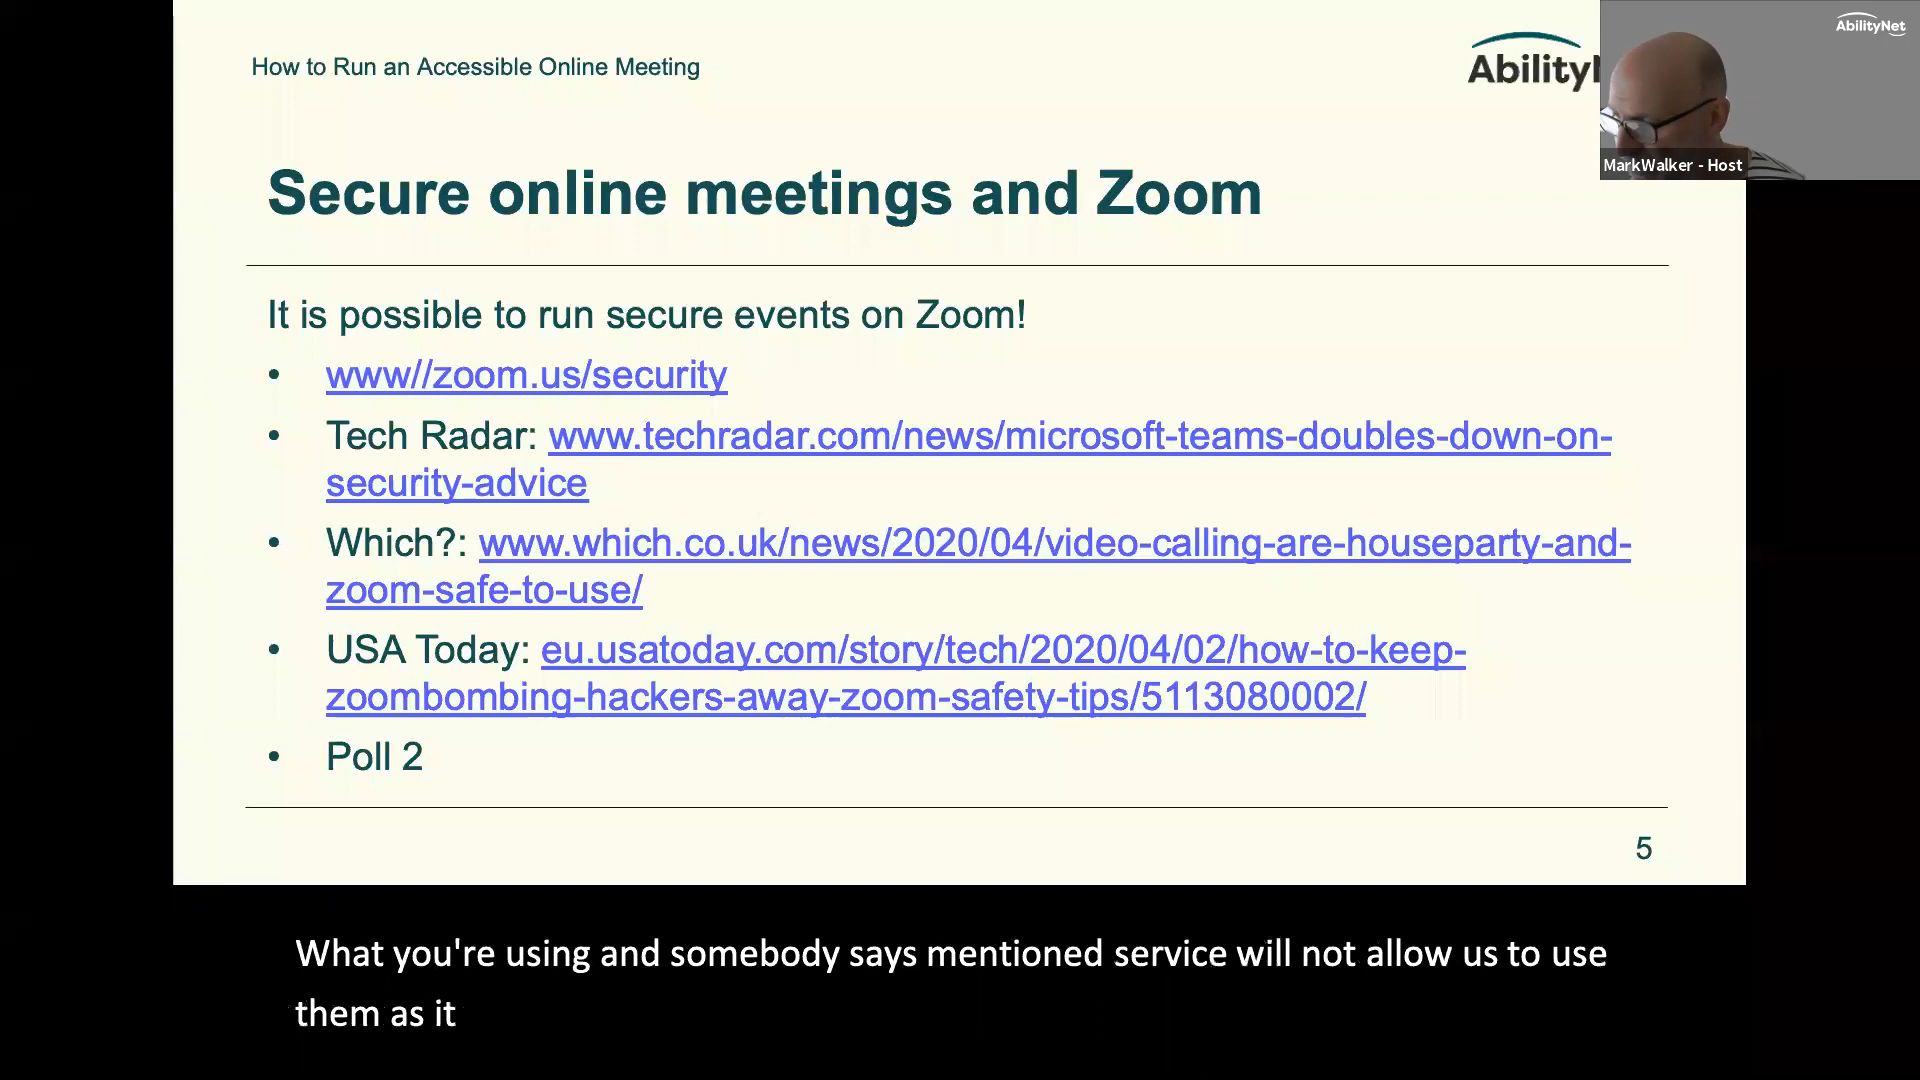 How to Run an Accessible Online Meeting
AbilityN
AbilityNet
MarkWalker - Host
Secure online meetings and Zoom
It is possible to run secure events on Zoom!
• www//zoom.us/security
• Tech Radar: www.techradar.com/news/microsoft-teams-doubles-down-on-
security-advice
• Which?: www.which.co.uk/news/2020/04/video-calling-are-houseparty-and-
zoom-safe-to-use/
• USA Today: eu.usatoday.com/story/tech/2020/04/02/how-to-keep-
zoombombing-hackers-away-zoom-safety-tips/5113080002/
• Poll 2
5
What you're using and somebody says mentioned service will not allow us to use
them as it